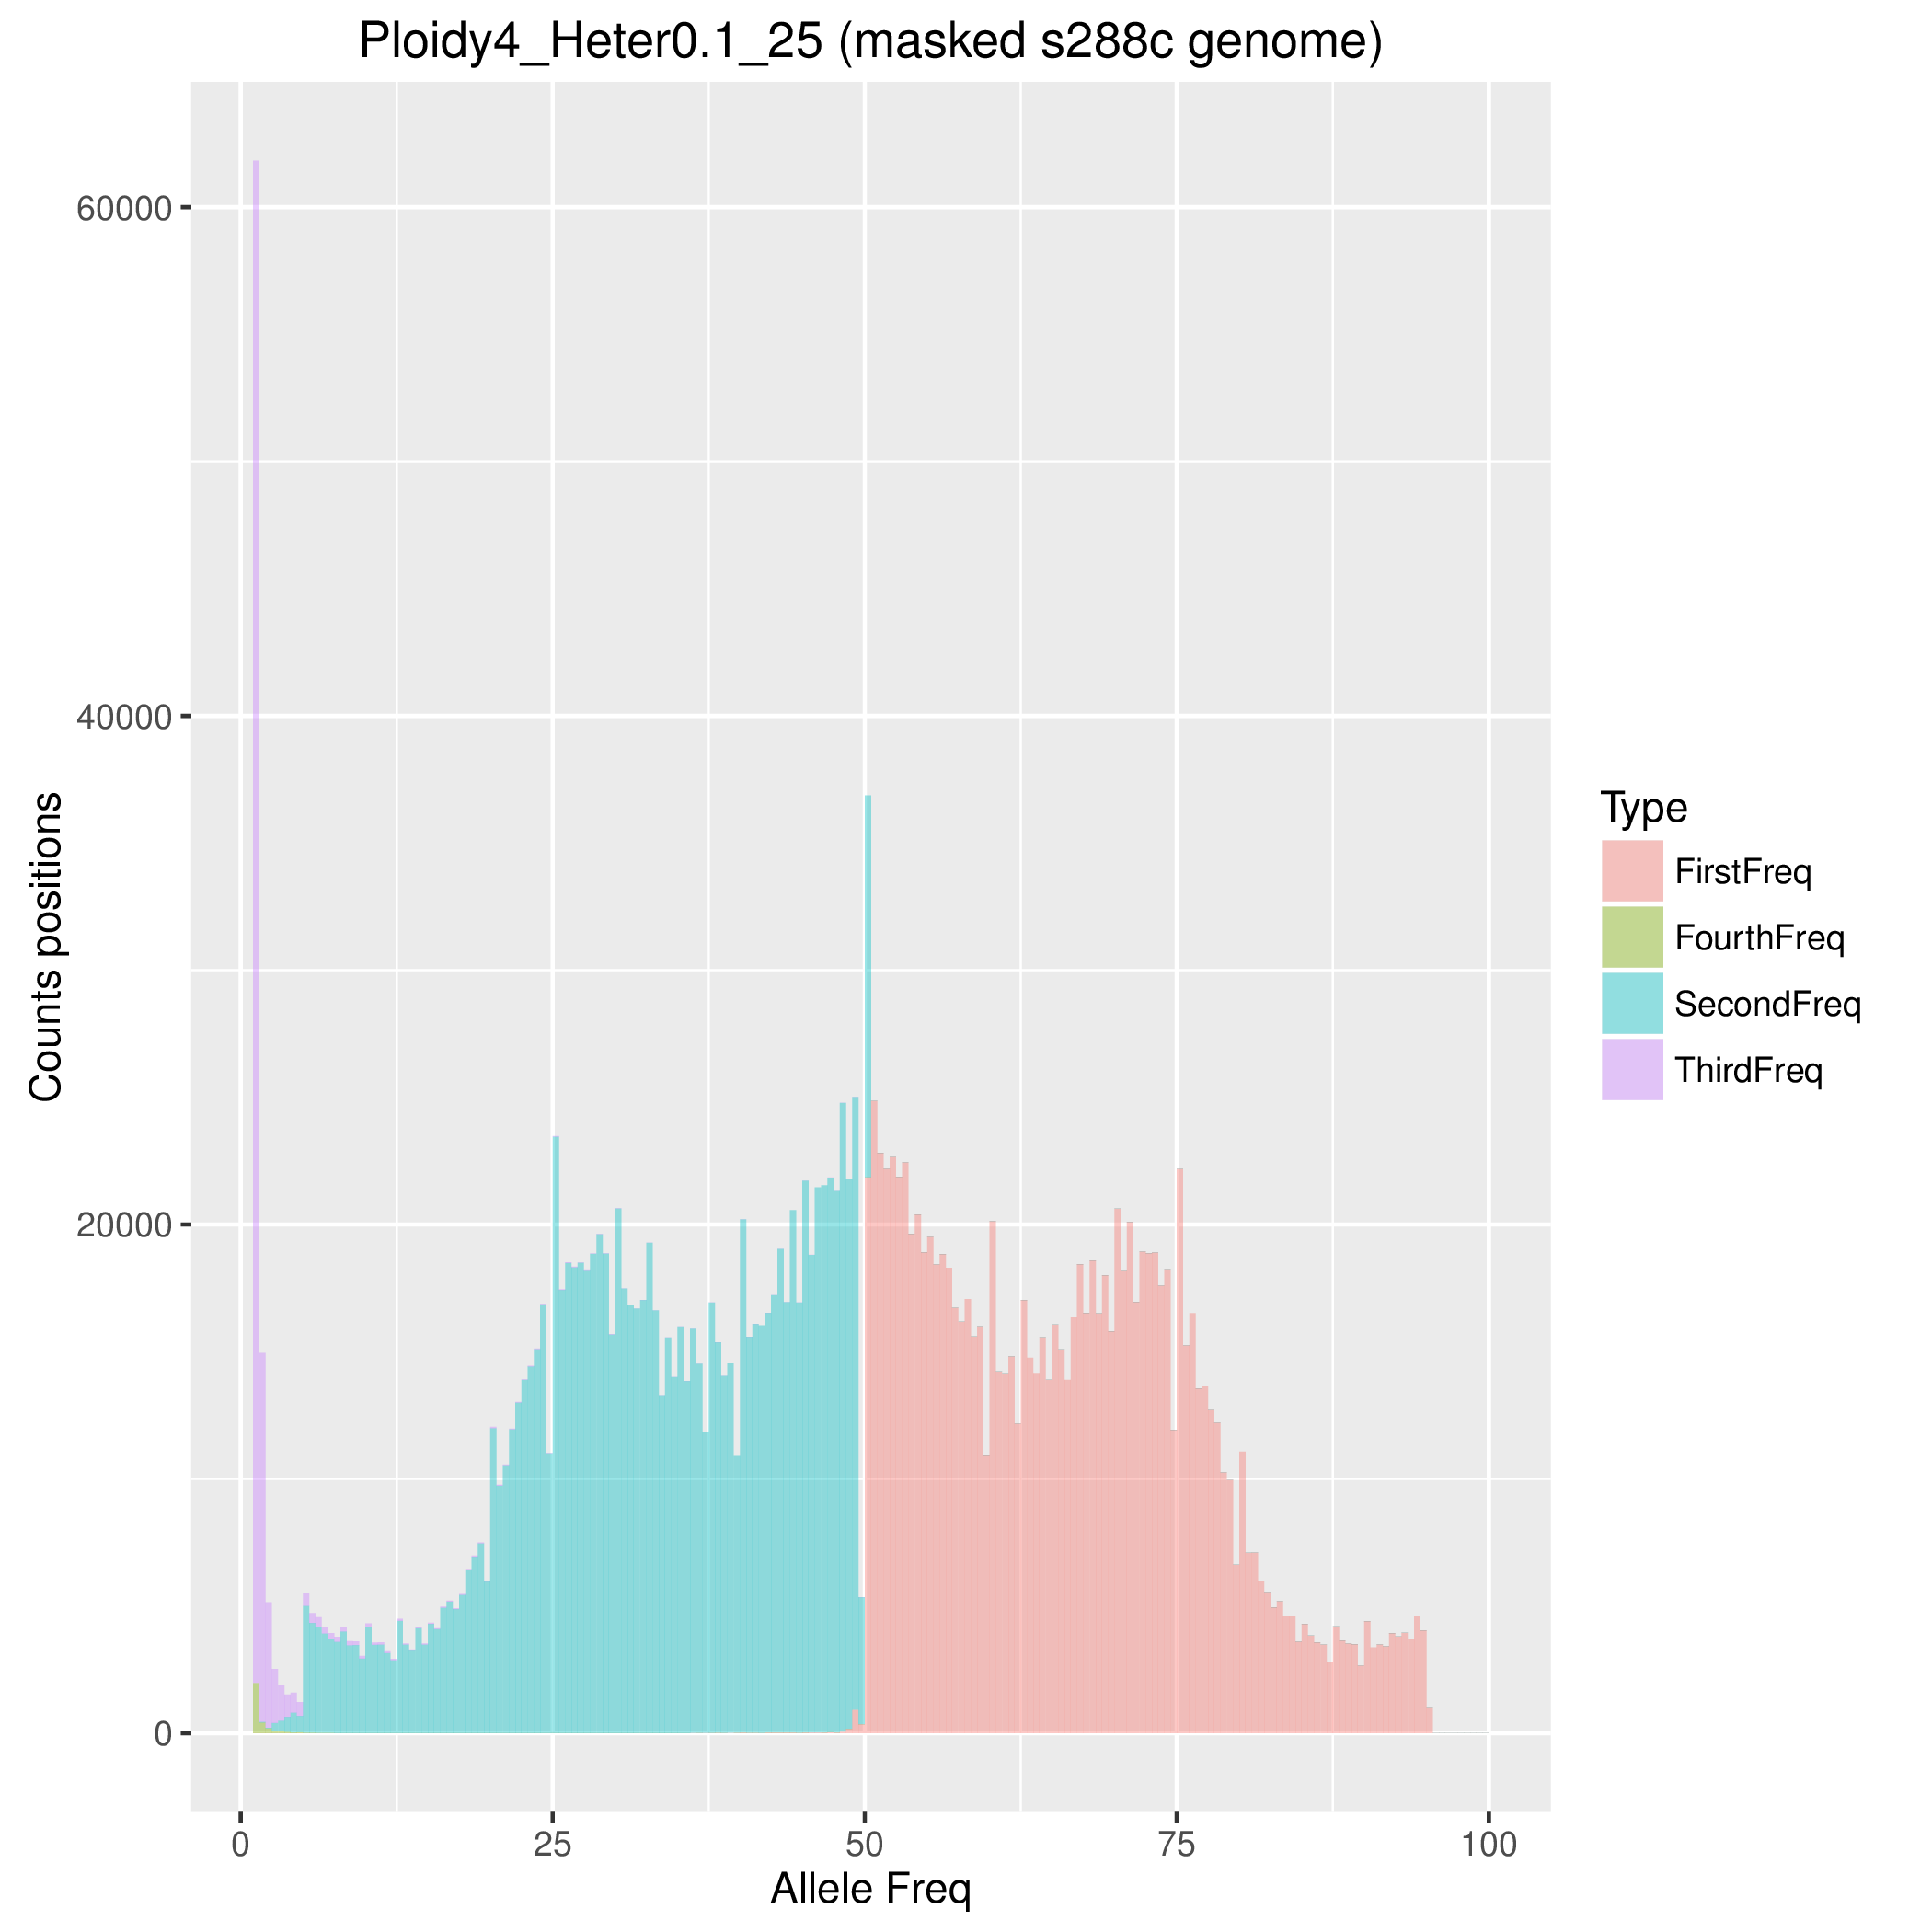 Ploidy4_Heter0.1_25 (masked s288c genome)
60000
40000
20000
0
Counts positions
0
25
50
75
100
Allele Freq
Type
FirstFreq
FourthFreq
SecondFreq
ThirdFreq